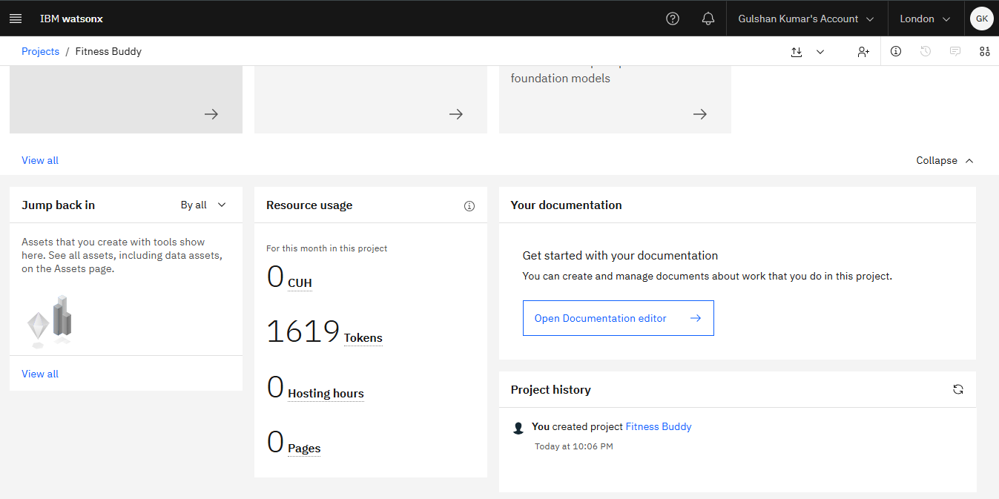 IBM watsonx
Gulshan Kumar's Account
London
GK
Projects / Fitness Buddy
foundation models
View all
Collapse
Jump back in
By all
Assets that you create with tools show
here. See all assets, including data assets,
on the Assets page.
View all
Resource usage
For this month in this project
0 CUH
1619 Tokens
0 Hosting hours
0 Pages
Your documentation
Get started with your documentation
You can create and manage documents about work that you do in this project.
Open Documentation editor
Project history
You created project Fitness Buddy
Today at 10:06 PM